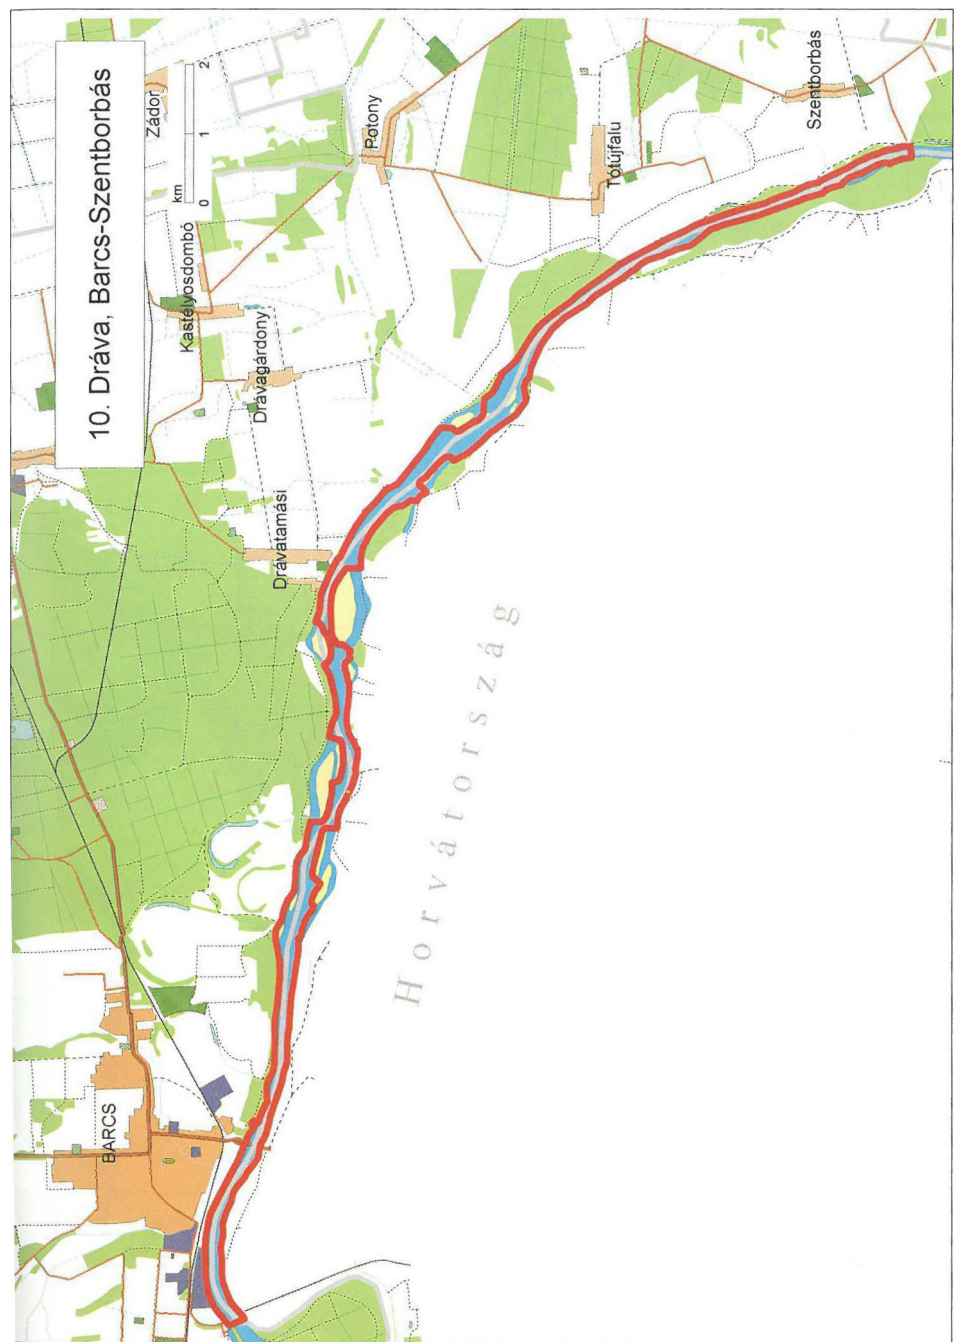 10. Dráva, Barcs-Szentborbás
Zádor
km
0 1 2
Kastélyosdombó
Potony
Szentborbás
Drávagárdony
Tótújfalu
Drávatamási
BARCS
Horvátország